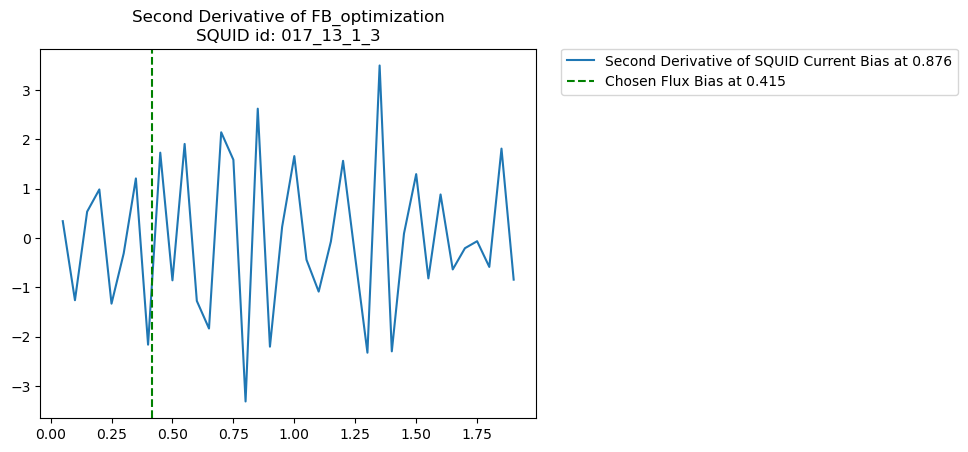 Second Derivative of FB_optimization
SQUID id: 017_13_1_3
Second Derivative of SQUID Current Bias at 0.876
Chosen Flux Bias at 0.415
3
2
1
0
−1
−2
−3
0.00 0.25 0.50 0.75 1.00 1.25 1.50 1.75